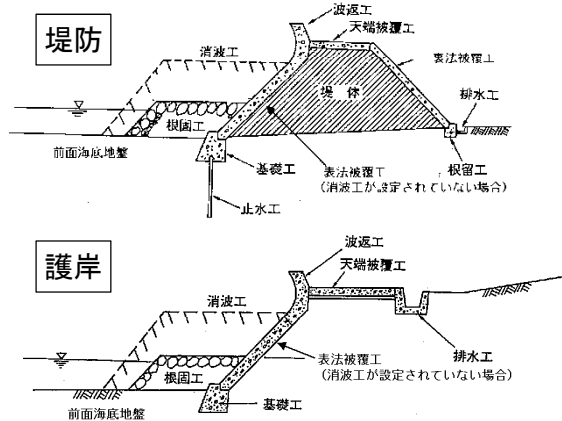 堤防
波返工
天端被覆工
消波工
表法被覆工
堤体
排水工
根固工
前面海底地盤
基礎工
表法被覆工
(消波工が設定されていない場合)
根留工
止水工
護岸
波返工
天端被覆工
消波工
表法被覆工
(消波工が設定されていない場合)
排水工
根固工
前面海底地盤
基礎工